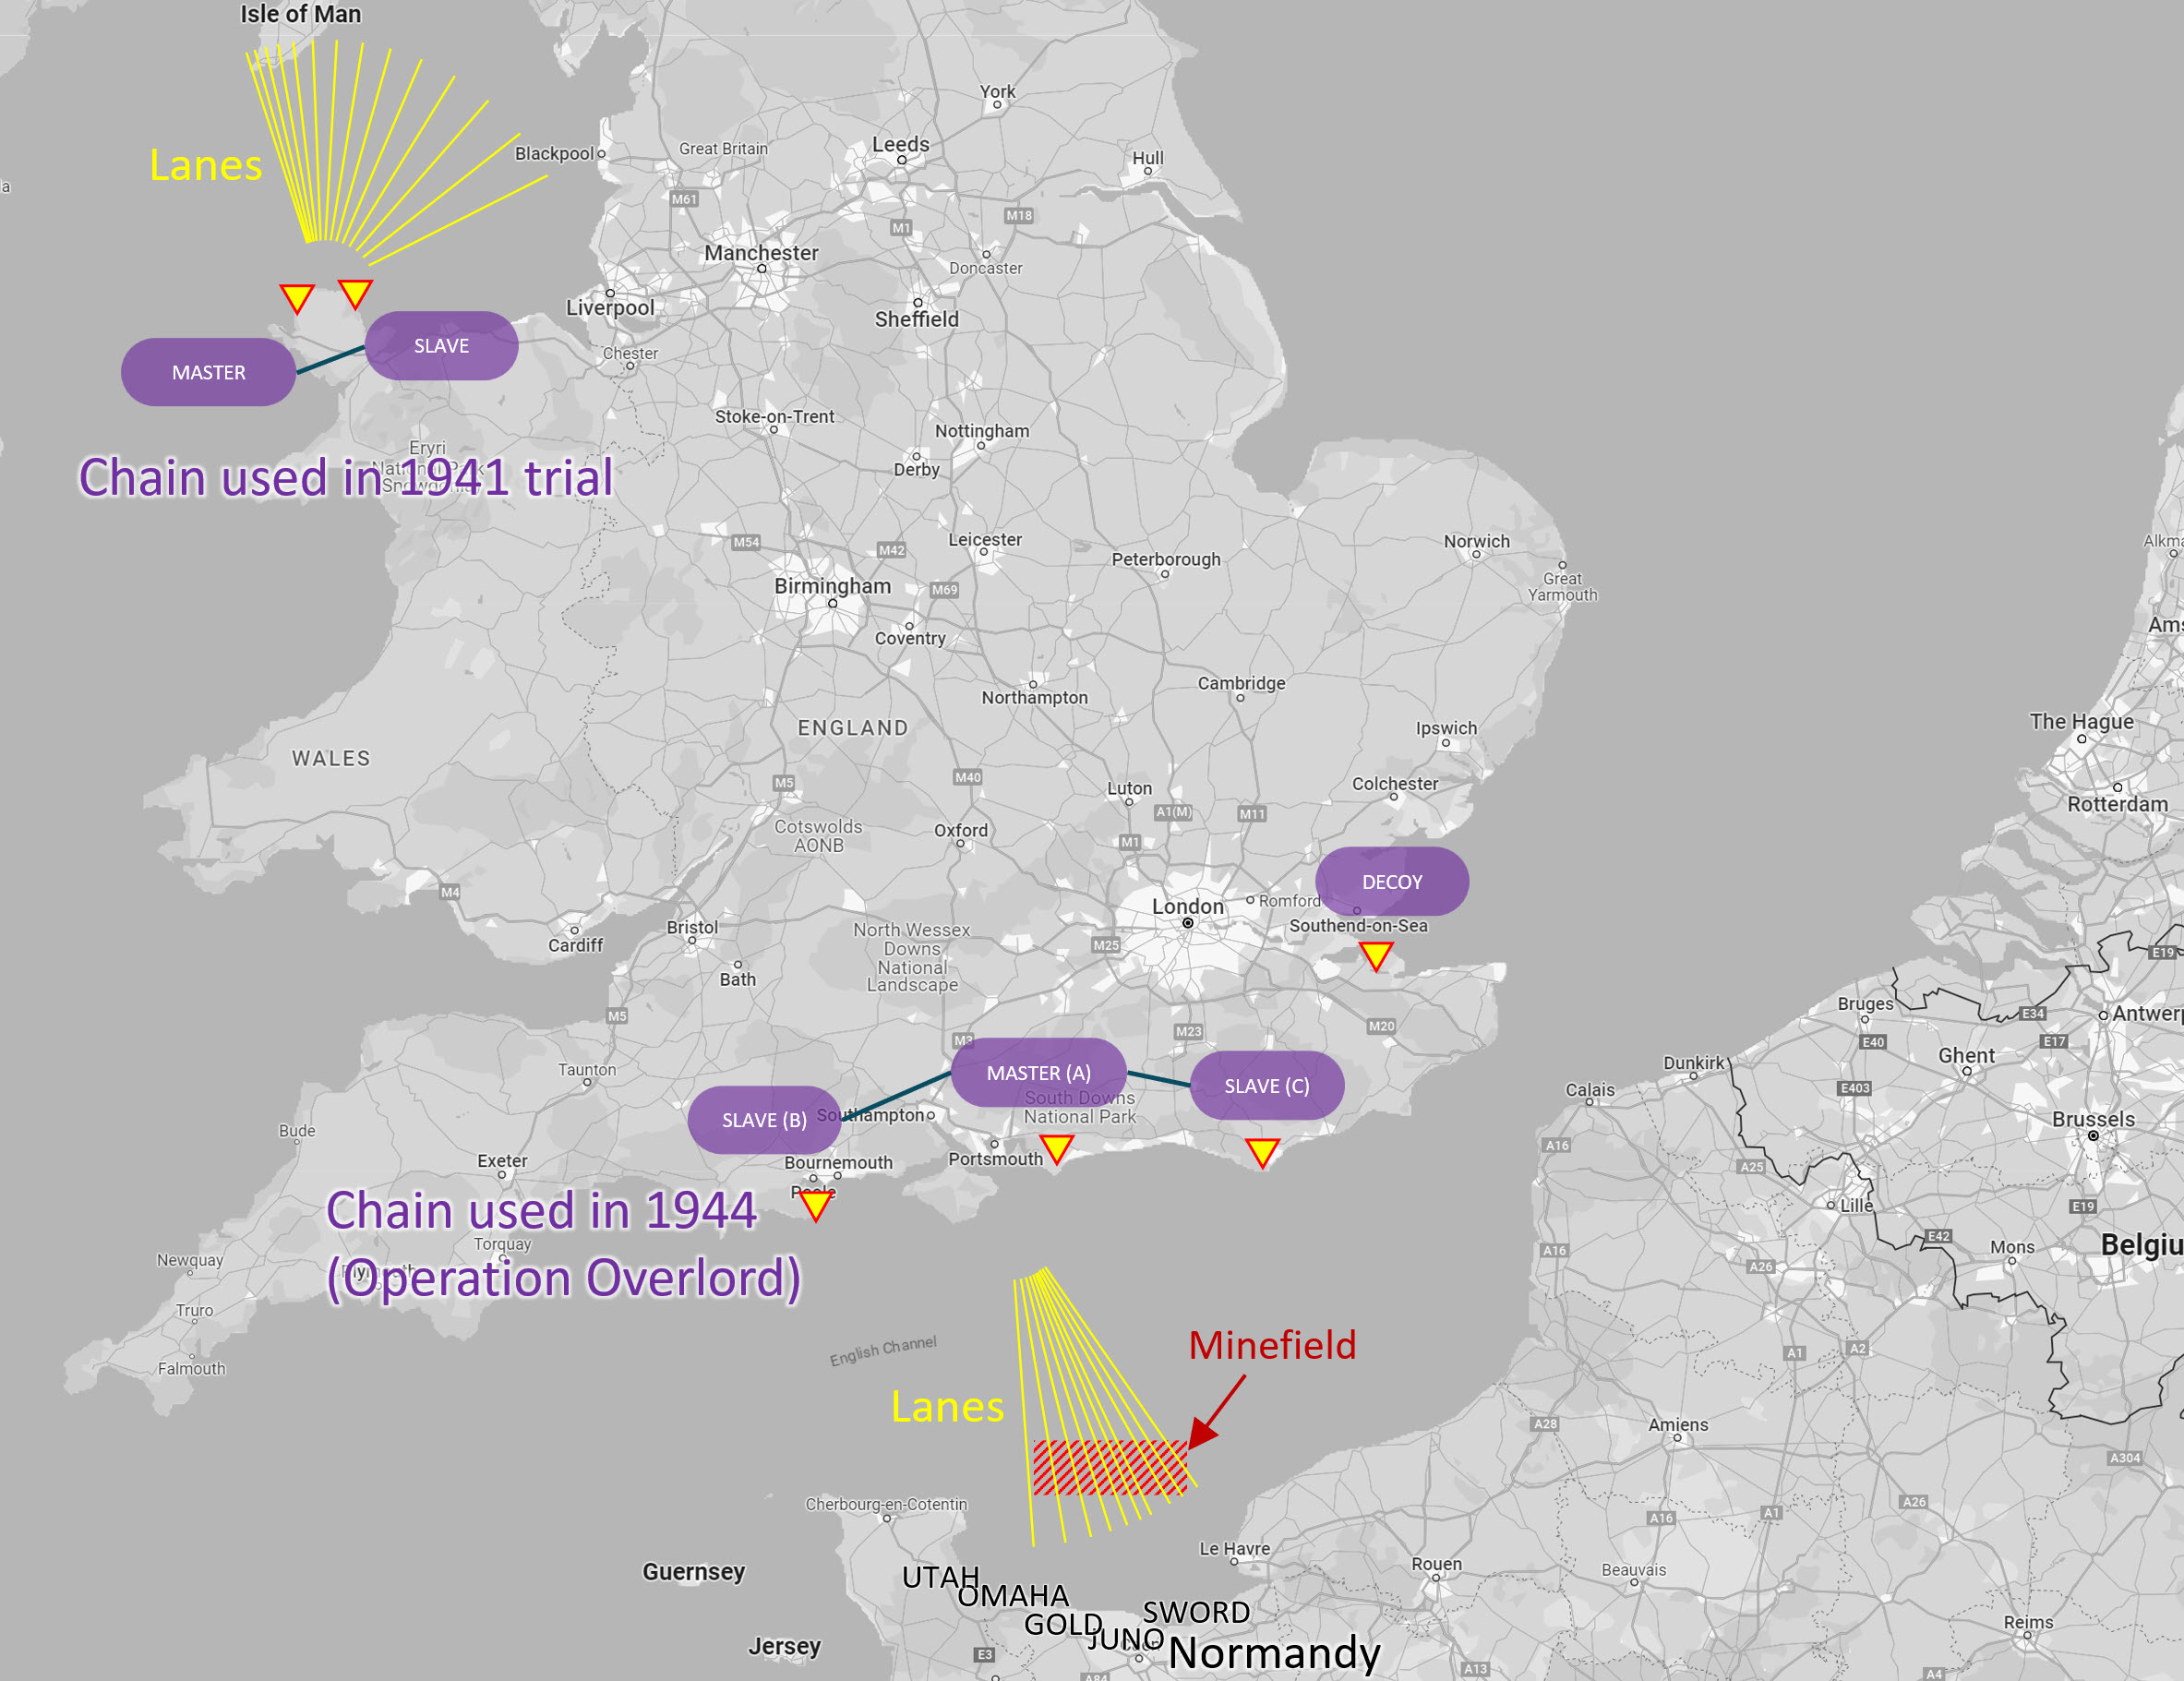 Isle of Man
York
Leeds
Blackpool
Great Britain
Hull
Lanes
M61
M18
M1
Manchester
Doncaster
Liverpool
Sheffield
SLAVE
Chester
MASTER
Stoke-on-Trent
Nottingham
Eryri
Derby
Chain used in 1941 trial
M54
M42
Leicester
Norwich
Alkma
Peterborough
Great
Yarmouth
Birmingham
M69
Coventry
Ams
Cambridge
Northampton
The Hague
ENGLAND
Ipswich
WALES
M40
M5
Luton
Colchester
Rotterdam
A1(M)
M11
Cotswolds
AONB
Oxford
M1
DECOY
M4
London
Romford
Bristol
Southend-on-Sea
North Wessex
Downs
National
Landscape
Cardiff
M25
E19
Bath
Bruges
M5
E34
Antwerp
M20
M23
M3
E40
E17
Ghent
Dunkirk
Taunton
MASTER (A)
SLAVE (C)
Calais
E403
South Downs
National Park
SLAVE (B)
Southampton
Brussels
Bude
A16
Portsmouth
Exeter
Bournemouth
A25
Poole
Chain used in 1944
(Operation Overlord)
Lille
E19
Torquay
E42
Mons
Belgiu
A16
Newquay
Plymouth
A26
Truro
Minefield
English Channel
A1
A2
Falmouth
Lanes
A28
Amiens
A304
Cherbourg-en-Cotentin
A26
A16
A1
Le Havre
Guernsey
Rouen
Beauvais
UTAH
OMAHA
SWORD
GOLD
JUNO
Reims
Jersey
E3
Normandy
A13
A4
A84